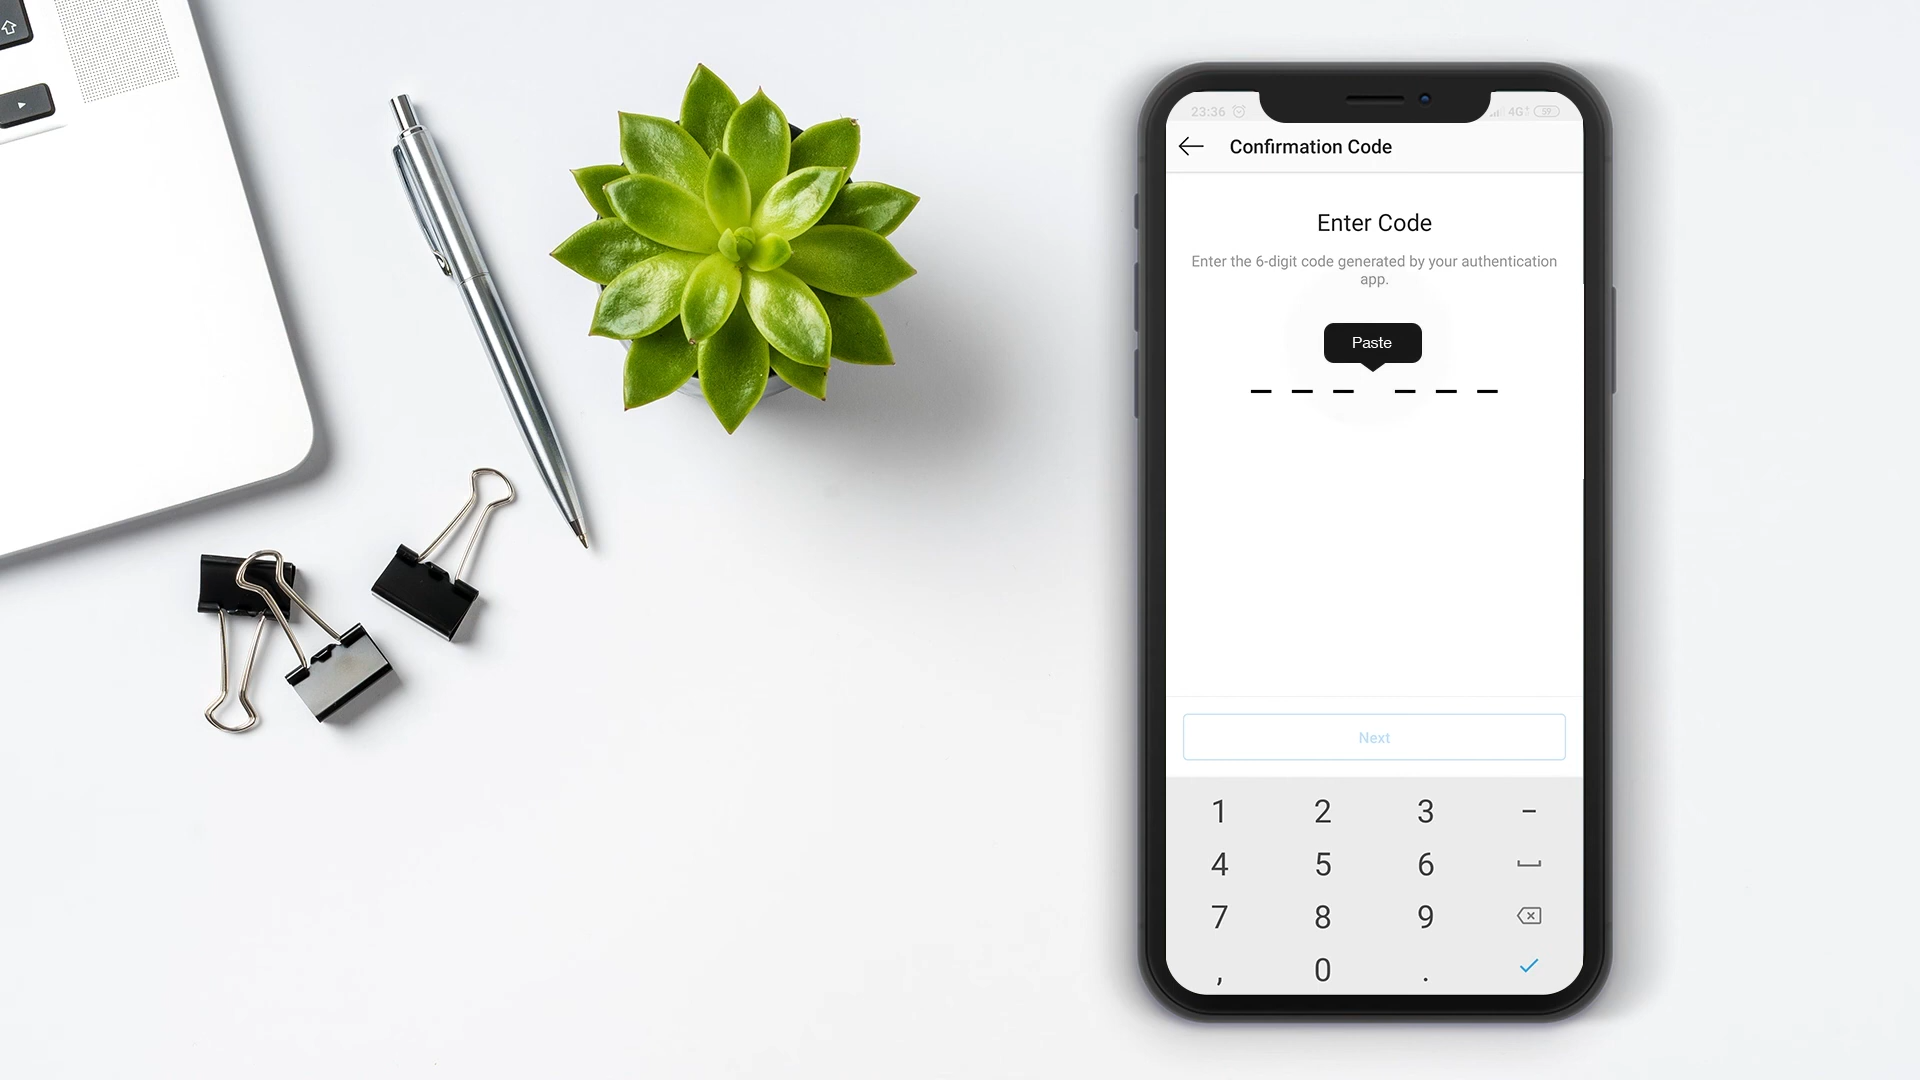 23:36 4G+ 59
Confirmation Code
Enter Code
Enter the 6-digit code generated by your authentication
app.
Paste
Next
1 2 3 –
4 5 6
7 8 9
, 0 .